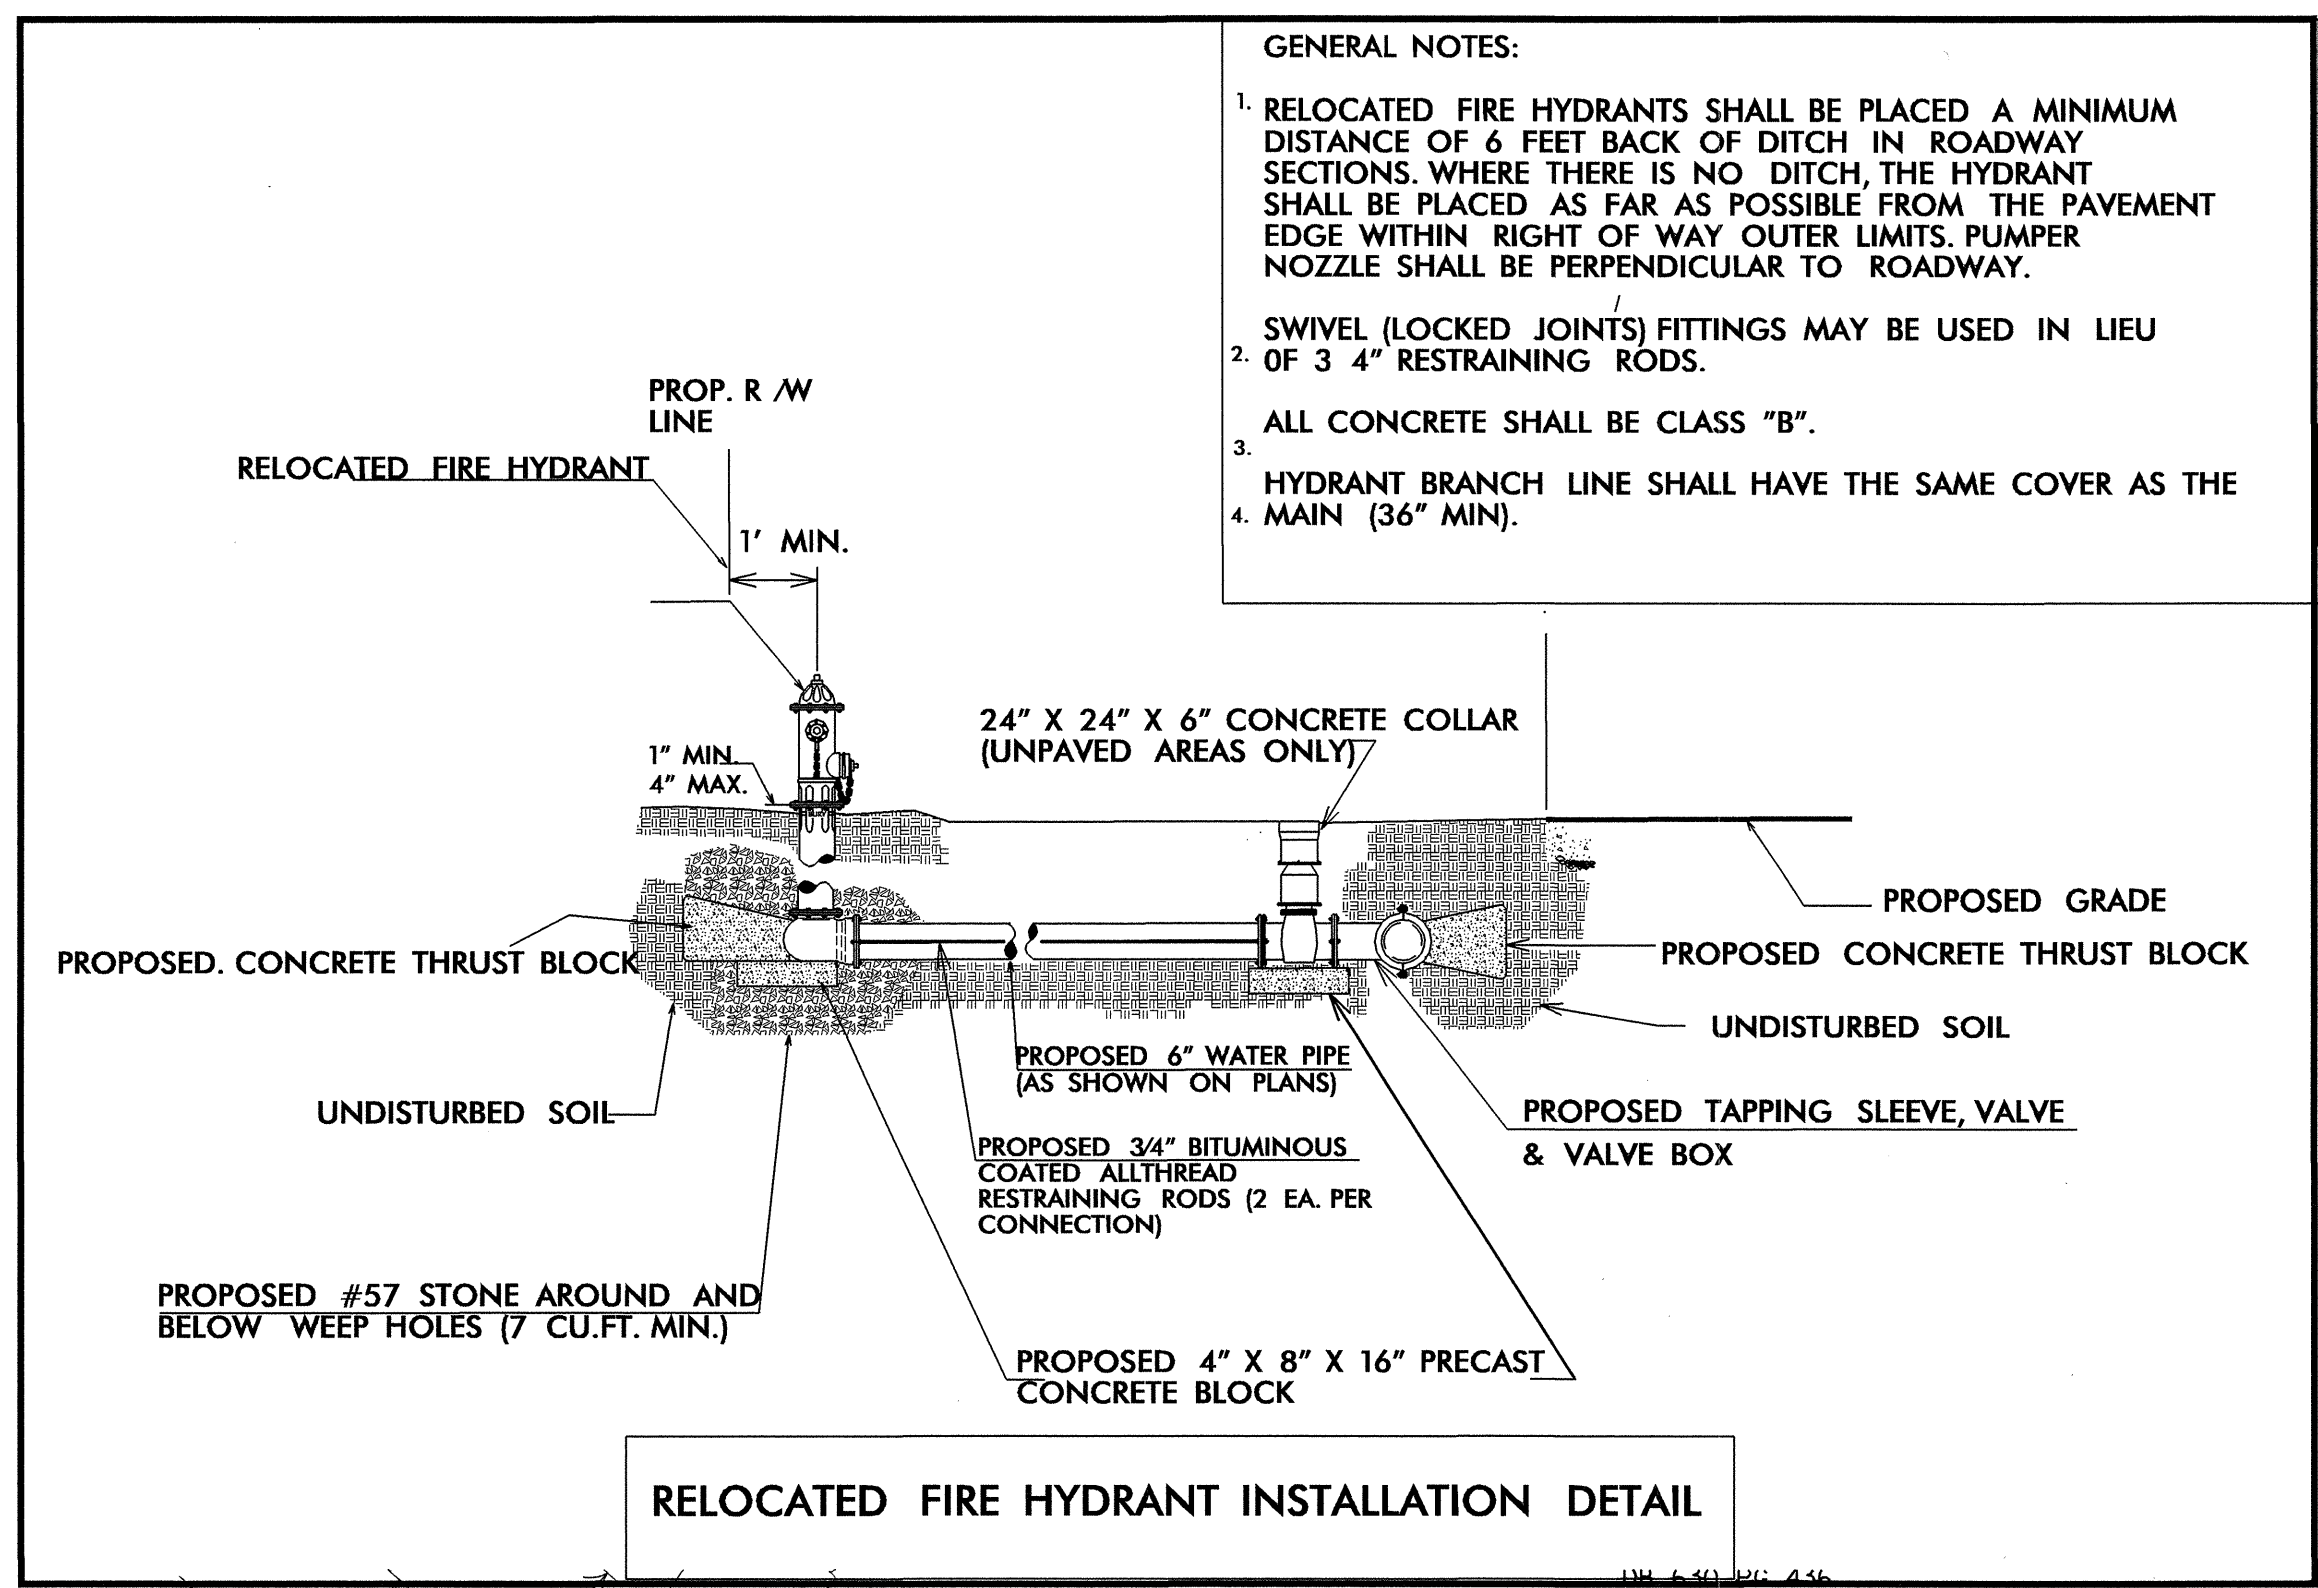 GENERAL NOTES:
1. RELOCATED FIRE HYDRANTS SHALL BE PLACED A MINIMUM
DISTANCE OF 6 FEET BACK OF DITCH IN ROADWAY
SECTIONS. WHERE THERE IS NO DITCH, THE HYDRANT
SHALL BE PLACED AS FAR AS POSSIBLE FROM THE PAVEMENT
EDGE WITHIN RIGHT OF WAY OUTER LIMITS. PUMPER
NOZZLE SHALL BE PERPENDICULAR TO ROADWAY.
/
SWIVEL (LOCKED JOINTS) FITTINGS MAY BE USED IN LIEU
2. OF 3 4" RESTRAINING RODS.
ALL CONCRETE SHALL BE CLASS "B".
3.
HYDRANT BRANCH LINE SHALL HAVE THE SAME COVER AS THE
4. MAIN (36" MIN).
PROP. R/W
LINE
RELOCATED FIRE HYDRANT
1' MIN.
24" X 24" X 6" CONCRETE COLLAR
(UNPAVED AREAS ONLY)
1" MIN.
4" MAX.
BURY
PROPOSED GRADE
PROPOSED. CONCRETE THRUST BLOCK
PROPOSED CONCRETE THRUST BLOCK
UNDISTURBED SOIL
PROPOSED 6" WATER PIPE
(AS SHOWN ON PLANS)
UNDISTURBED SOIL
PROPOSED TAPPING SLEEVE, VALVE
& VALVE BOX
PROPOSED 3/4" BITUMINOUS
COATED ALLTHREAD
RESTRAINING RODS (2 EA. PER
CONNECTION)
PROPOSED #57 STONE AROUND AND
BELOW WEEP HOLES (7 CU.FT. MIN.)
PROPOSED 4" X 8" X 16" PRECAST
CONCRETE BLOCK
RELOCATED FIRE HYDRANT INSTALLATION DETAIL